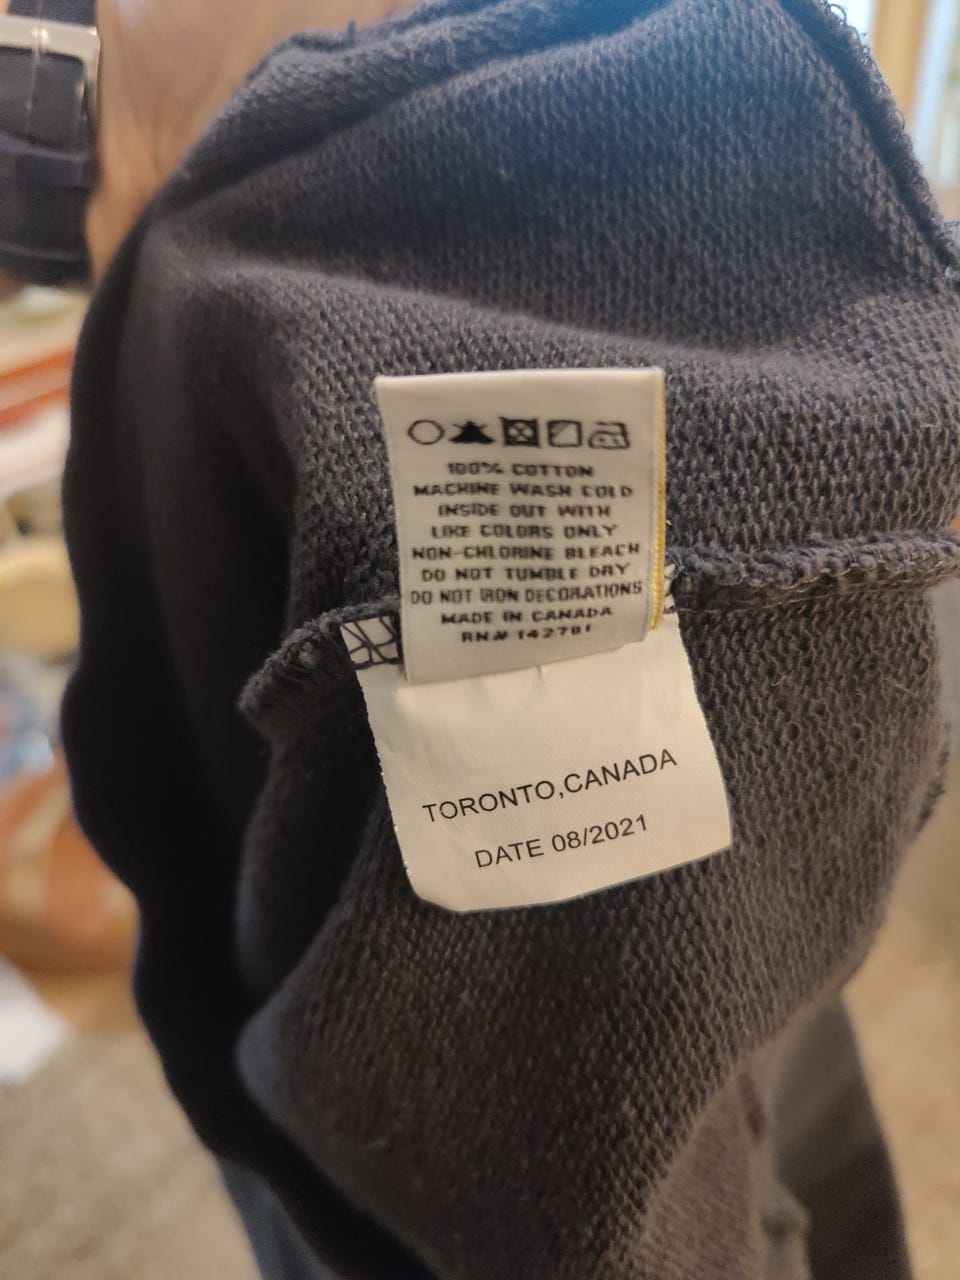 100% COTTON
MACHINE WASH COLD
INSIDE OUT WITH
LIKE COLORS ONLY
NON-CHLORINE BLEACH
DO NOT TUMBLE DRY
DO NOT IRON DECORATIONS
MADE IN CANADA
RN# 142781
TORONTO,CANADA
DATE 08/2021